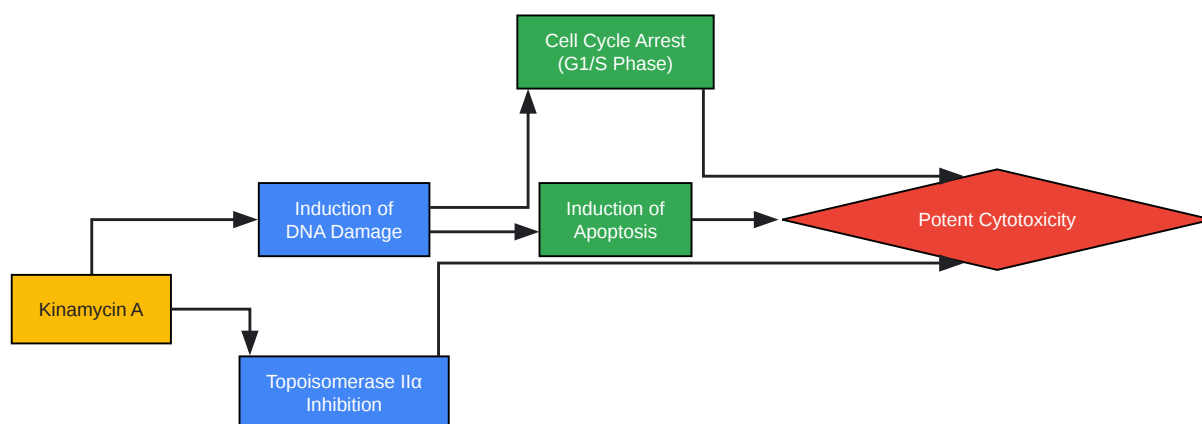 Cell Cycle Arrest
(G1/S Phase)
Induction of
DNA Damage
Induction of
Apoptosis
Potent Cytotoxicity
Kinamycin A
Topoisomerase IIα
Inhibition